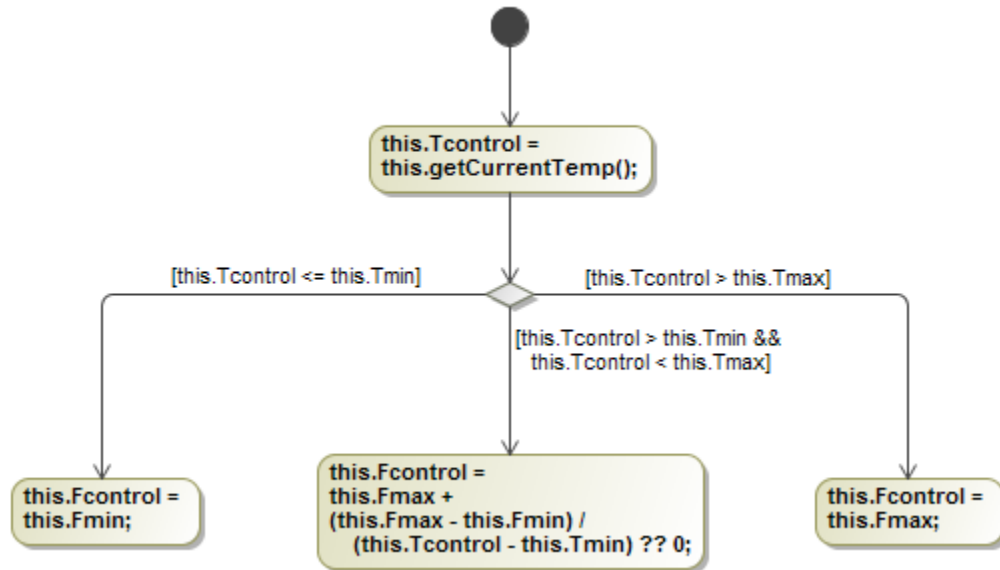 this.Tcontrol =
this.getCurrentTemp();
[this.Tcontrol <= this.Tmin]
[this.Tcontrol > this.Tmax]
[this.Tcontrol > this.Tmin &&
this.Tcontrol < this.Tmax]
this.Fcontrol =
this.Fmin;
this.Fcontrol =
this.Fmax +
(this.Fmax - this.Fmin) /
(this.Tcontrol - this.Tmin) ?? 0;
this.Fcontrol =
this.Fmax;